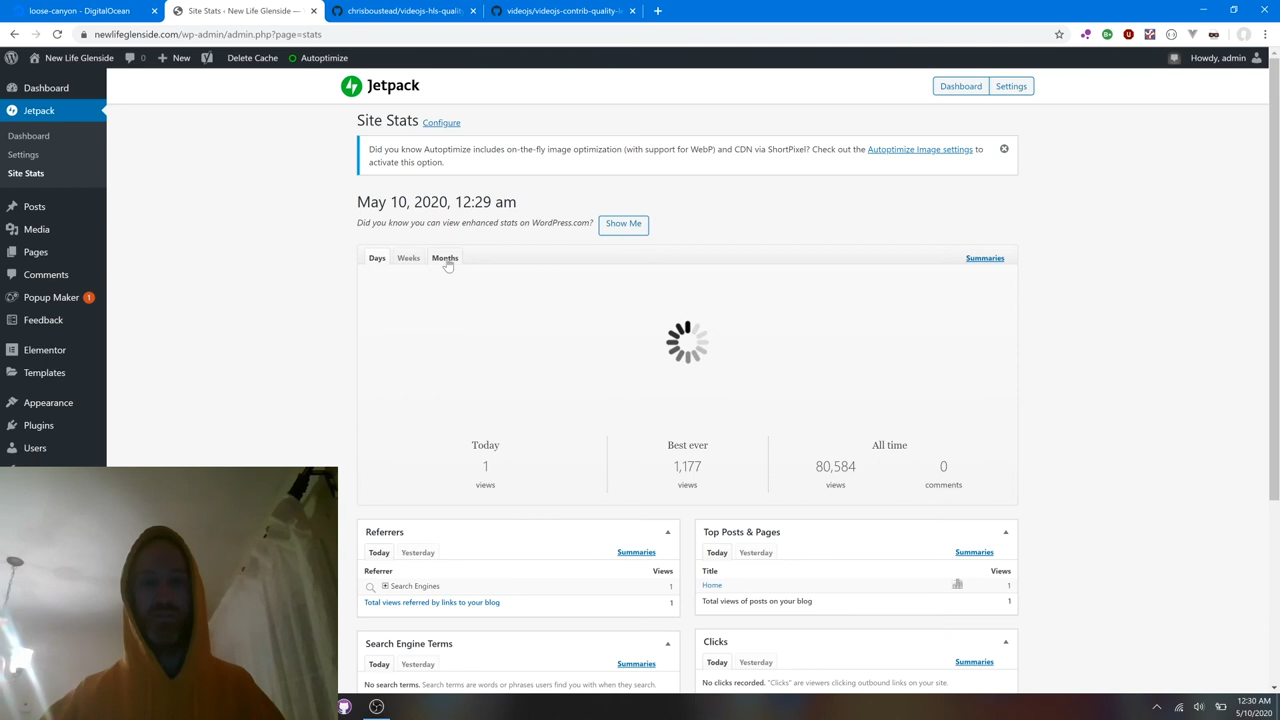 loose-canyon - DigitalOcean
Site Stats ‹ New Life Glenside —
chrisboustead/videojs-hls-quality
videojs/videojs-contrib-quality-le
newlifeglenside.com/wp-admin/admin.php?page=stats
New Life Glenside
0
New
Delete Cache
Autoptimize
Howdy, admin
Dashboard
Jetpack
Dashboard
Settings
Site Stats
Posts
Media
Pages
Comments
Popup Maker 1
Feedback
Elementor
Templates
Appearance
Plugins
Users
Jetpack
Dashboard
Settings
Site Stats Configure
Did you know Autoptimize includes on-the-fly image optimization (with support for WebP) and CDN via ShortPixel? Check out the Autoptimize Image settings to
activate this option.
May 10, 2020, 12:29 am
Did you know you can view enhanced stats on WordPress.com? Show Me
Days Weeks Months Summaries
Today Best ever All time
1 1,177 80,584 0
views views views comments
Referrers
Today Yesterday Summaries
Referrer Views
Search Engines 1
Total views referred by links to your blog 1
Top Posts & Pages
Today Yesterday Summaries
Title Views
Home 1
Total views of posts on your blog 1
Search Engine Terms
Today Yesterday Summaries
No search terms. Search terms are words or phrases users find you with when they search.
Clicks
Today Yesterday Summaries
No clicks recorded. "Clicks" are viewers clicking outbound links on your site.
12:30 AM
5/10/2020